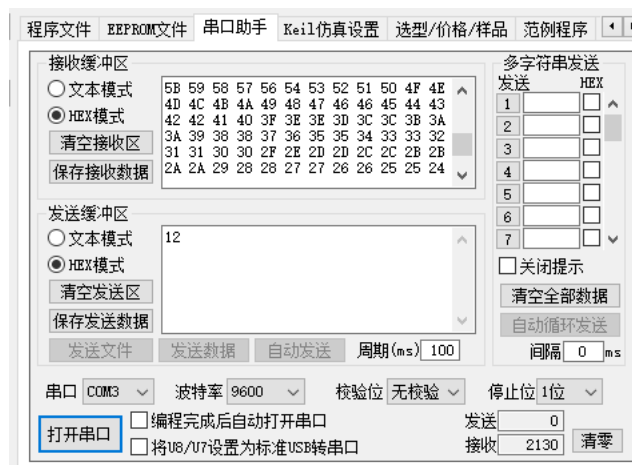 程序文件 EEPROM文件 串口助手 Keil仿真设置 选型/价格/样品 范例程序
接收缓冲区
文本模式
HEX模式
清空接收区
保存接收数据
5B 59 58 57 56 54 53 52 51 50 4F 4E
4D 4C 4B 4A 49 48 47 46 46 45 44 43
42 42 41 40 3F 3E 3E 3D 3C 3C 3B 3A
3A 39 38 38 37 36 35 35 34 33 33 32
31 31 30 30 2F 2E 2D 2D 2C 2C 2B 2B
2A 2A 29 28 28 27 27 26 26 25 25 24
多字符串发送
发送 HEX
1
2
3
4
5
6
7
发送缓冲区
文本模式
HEX模式
清空发送区
保存发送数据
12
关闭提示
清空全部数据
发送文件 发送数据 自动发送 周期(ms) 100
自动循环发送
间隔 0 ms
串口 COM3 波特率 9600 校验位 无校验 停止位 1位
打开串口
编程完成后自动打开串口
将U8/U7设置为标准USB转串口
发送 0
接收 2130 清零